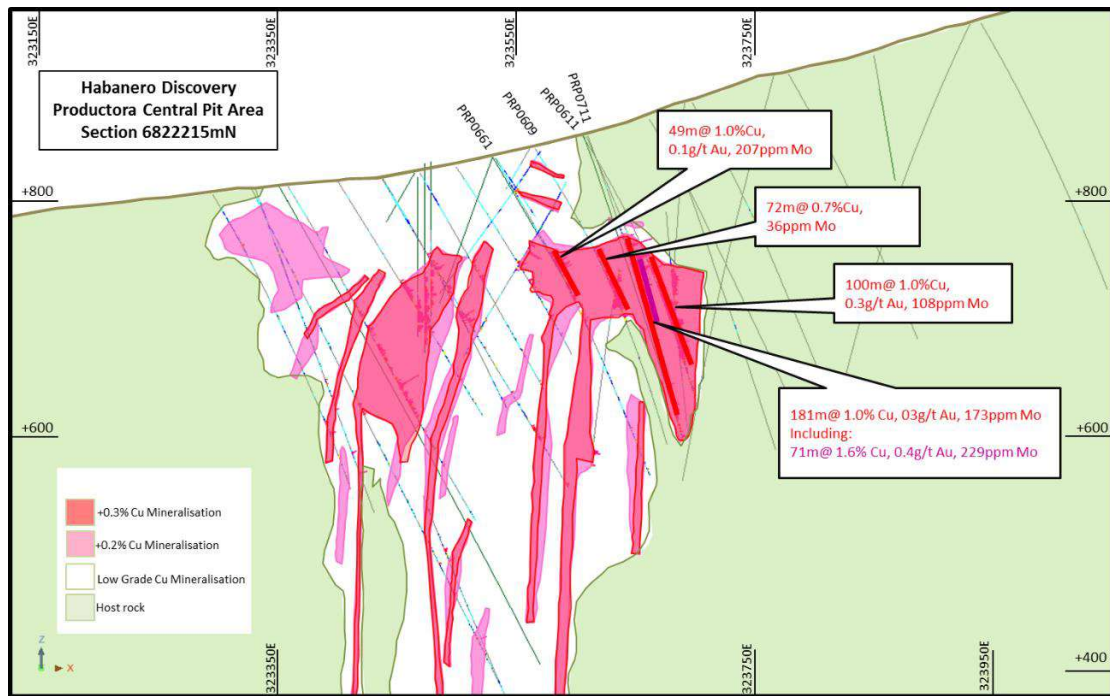 323150E
323350E
323550E
323750E
Habanero Discovery
Productora Central Pit Area
Section 6822215mN
PRP0661
PRP0609
PRP0611
PRP0711
49m@ 1.0%Cu,
0.1g/t Au, 207ppm Mo
+800
+800
72m@ 0.7%Cu,
36ppm Mo
100m@ 1.0%Cu,
0.3g/t Au, 108ppm Mo
181m@ 1.0% Cu, 03g/t Au, 173ppm Mo
Including:
71m@ 1.6% Cu, 0.4g/t Au, 229ppm Mo
+600
+600
+0.3% Cu Mineralisation
+0.2% Cu Mineralisation
Low Grade Cu Mineralisation
Host rock
Z
X
323350E
323550E
323750E
323950E
+400